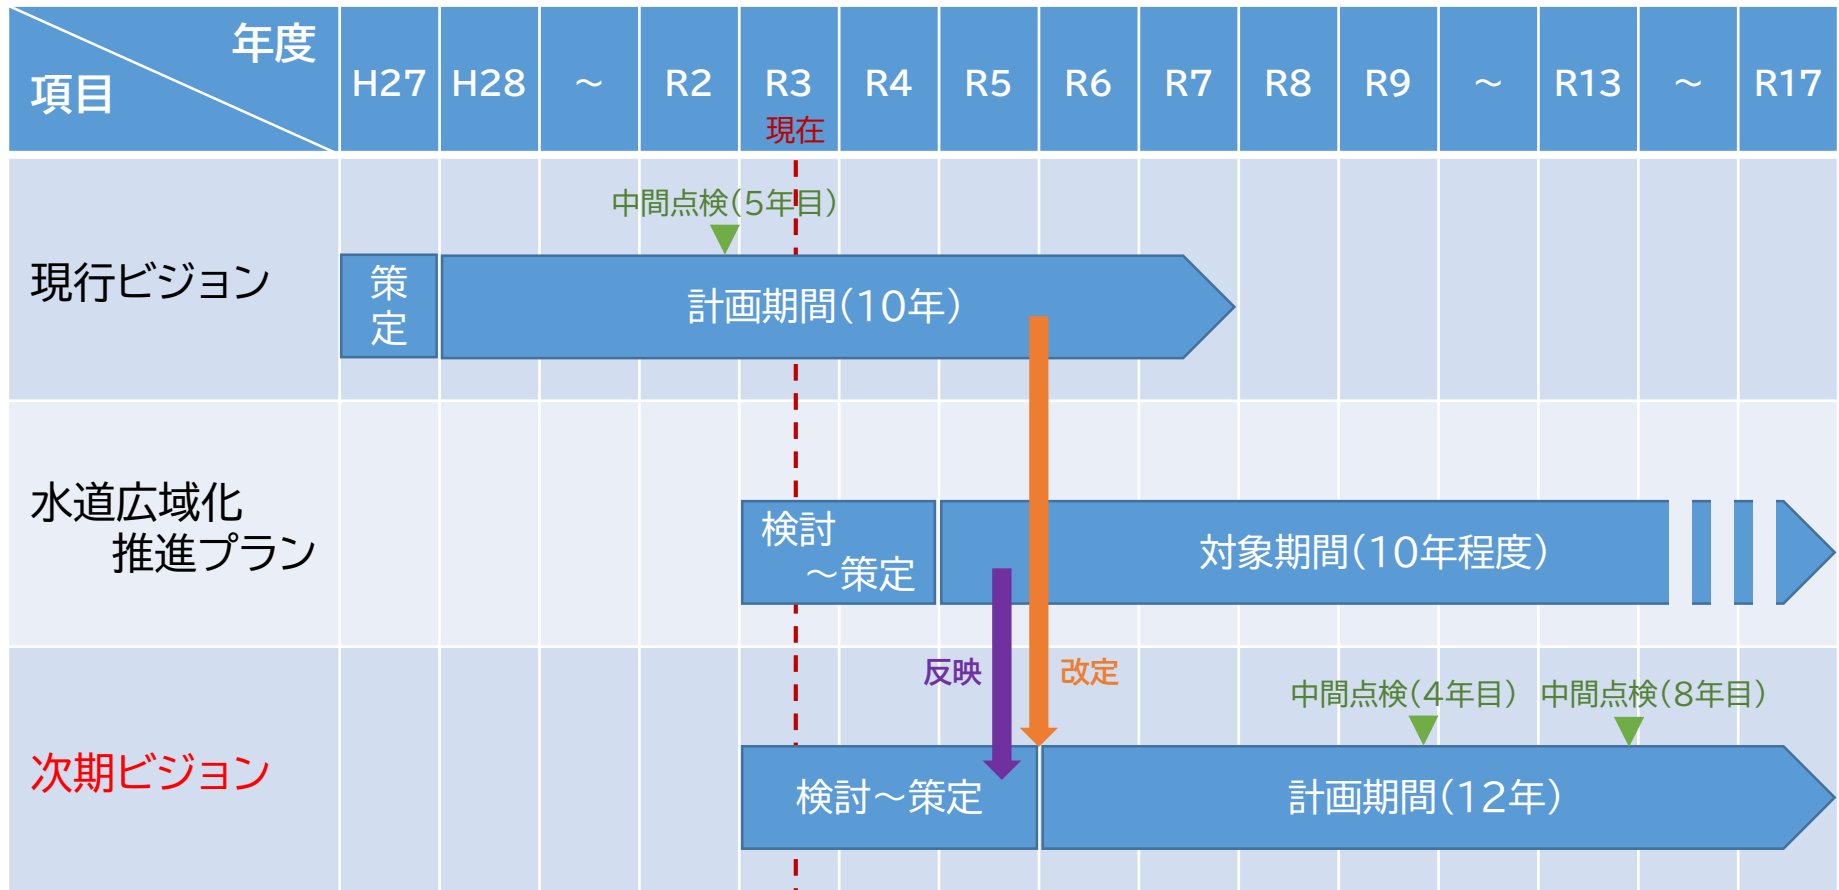 年度
項目
H27 H28 ～ R2 R3 R4 R5 R6 R7 R8 R9 ～ R13 ～ R17
現在
現行ビジョン
中間点検(5年目)
策
定
計画期間(10年)
水道広域化
推進プラン
検討
～策定
対象期間(10年程度)
反映
改定
次期ビジョン
中間点検(4年目)
中間点検(8年目)
検討～策定
計画期間(12年)